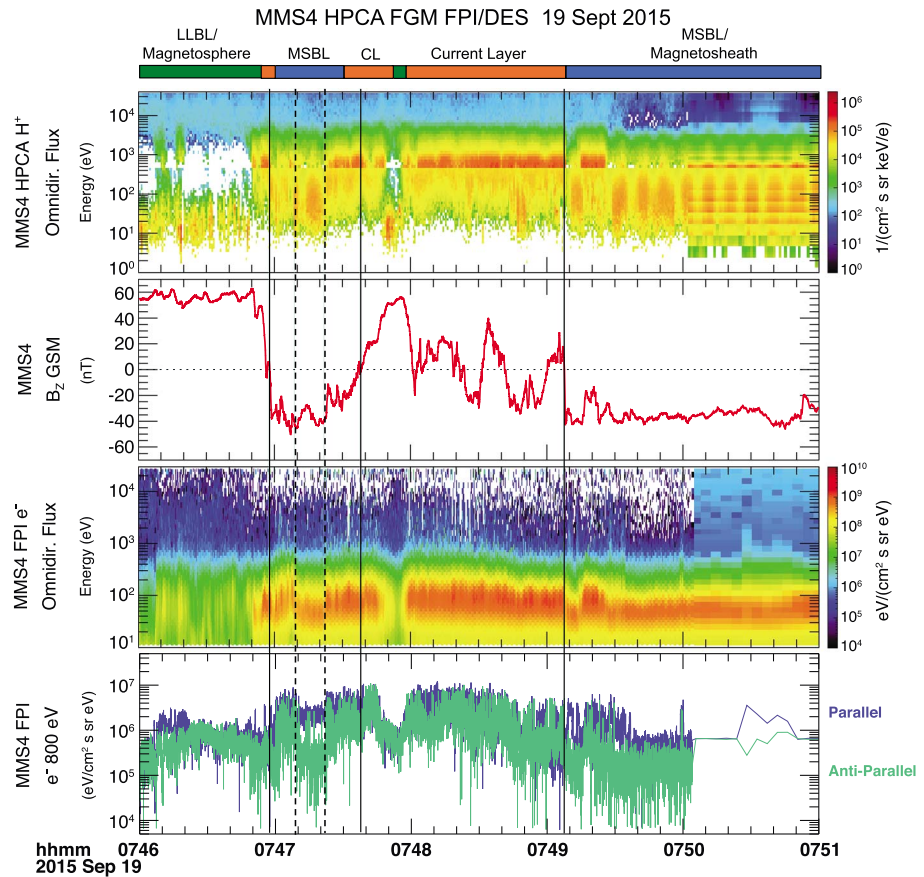 MMS4 HPCA FGM FPI/DES 19 Sept 2015
LLBL/
Magnetosphere
MSBL
CL
Current Layer
MSBL/
Magnetosheath
MMS4 HPCA H+
Omnidir. Flux
Energy (eV)
10⁴
10³
10²
10¹
10⁰
10⁶
10⁵
10⁴
10³
10²
10¹
10⁰
1/(cm² s sr keV/e)
MMS4
BZ GSM
(nT)
60
40
20
0
-20
-40
-60
MMS4 FPI e-
Omnidir. Flux
Energy (eV)
10⁴
10³
10²
10¹
10¹⁰
10⁹
10⁸
10⁷
10⁶
10⁵
10⁴
eV/(cm² s sr eV)
MMS4 FPI
e- 800 eV
(eV/cm² s sr eV)
10⁷
10⁶
10⁵
10⁴
Parallel
Anti-Parallel
0746
0747
0748
0749
0750
0751
hhmm
2015 Sep 19